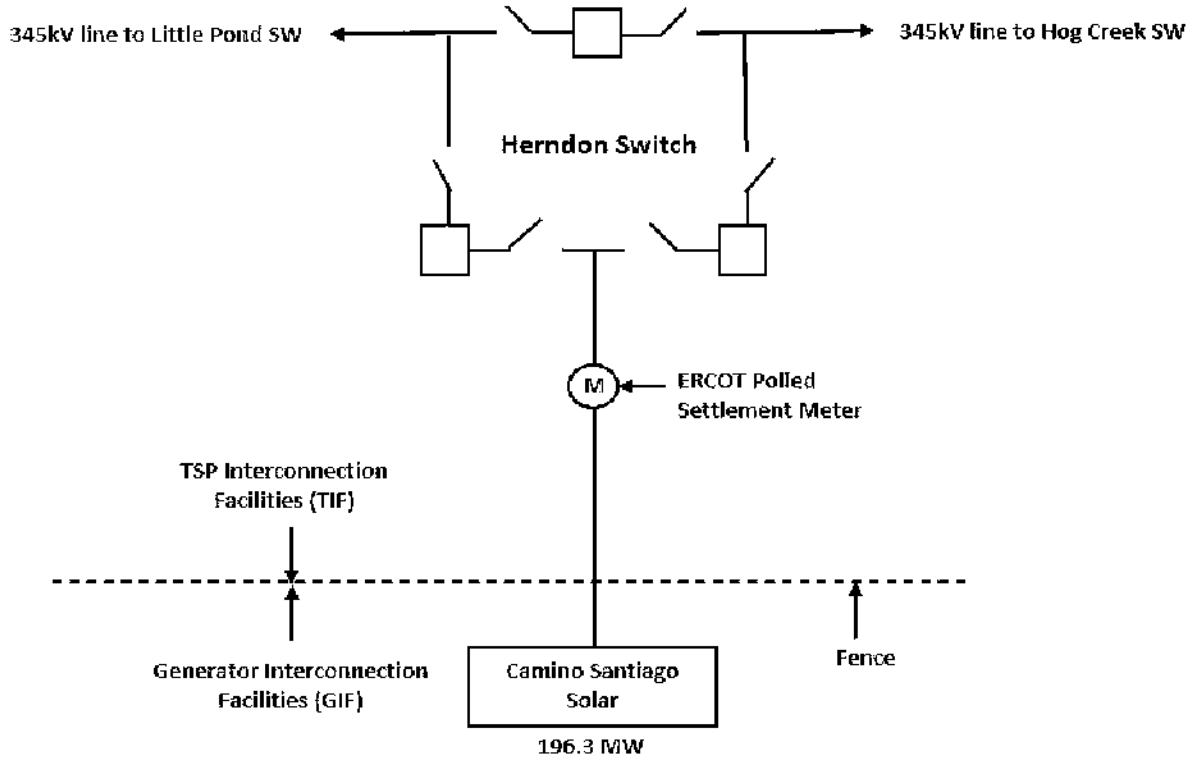 345kV line to Little Pond SW
345kV line to Hog Creek SW
Herndon Switch
M
ERCOT Polled
Settlement Meter
TSP Interconnection
Facilities (TIF)
Generator Interconnection
Facilities (GIF)
Camino Santiago
Solar
Fence
196.3 MW